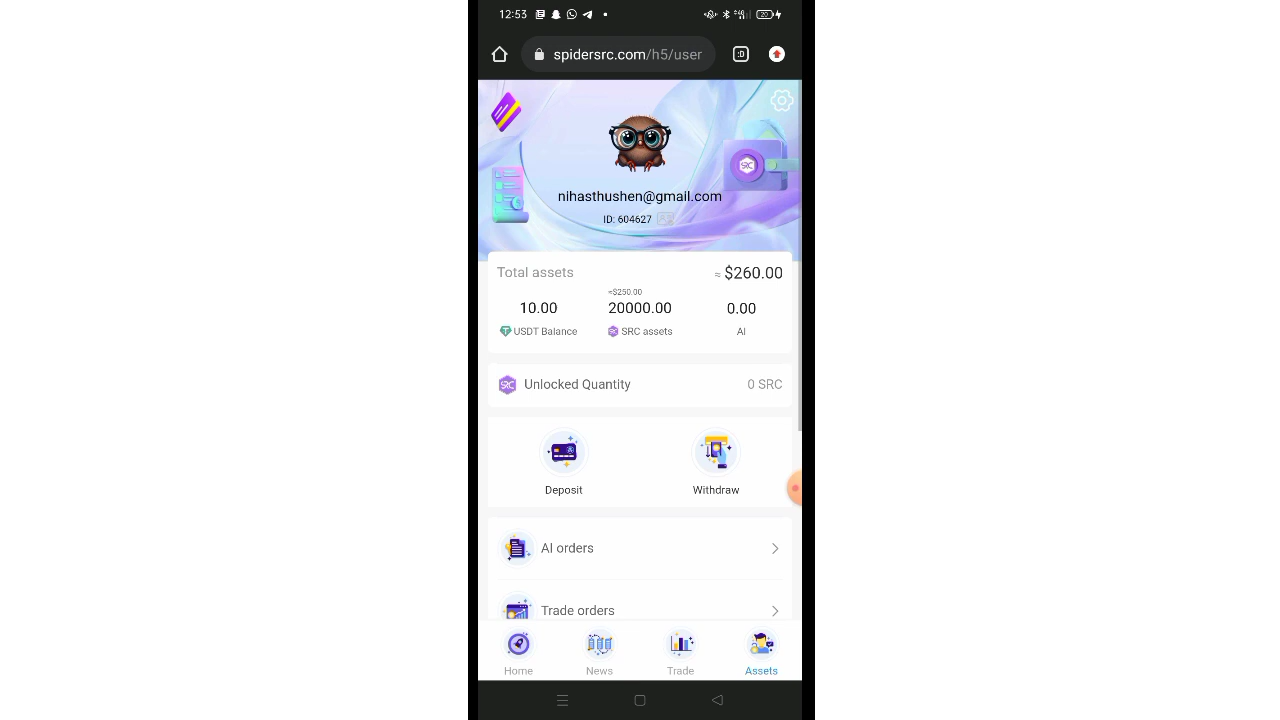 12:53
20
spidersrc.com/h5/user
:D
nihasthushen@gmail.com
ID: 604627
Total assets
≈ $260.00
≈$250.00
10.00 20000.00 0.00
USDT Balance SRC assets AI
Unlocked Quantity 0 SRC
Deposit Withdraw
AI orders
Trade orders
Home News Trade Assets